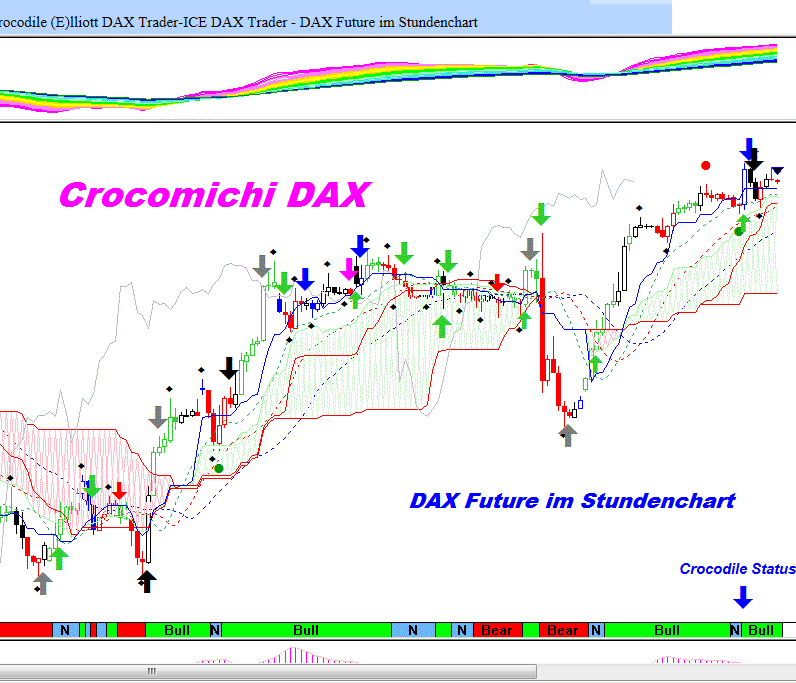 rocodile (E)lliott DAX Trader-ICE DAX Trader - DAX Future im Stundenchart
Crocomichi DAX
DAX Future im Stundenchart
Crocodile Status
N Bull N Bull N N Bear Bear N Bull N Bull